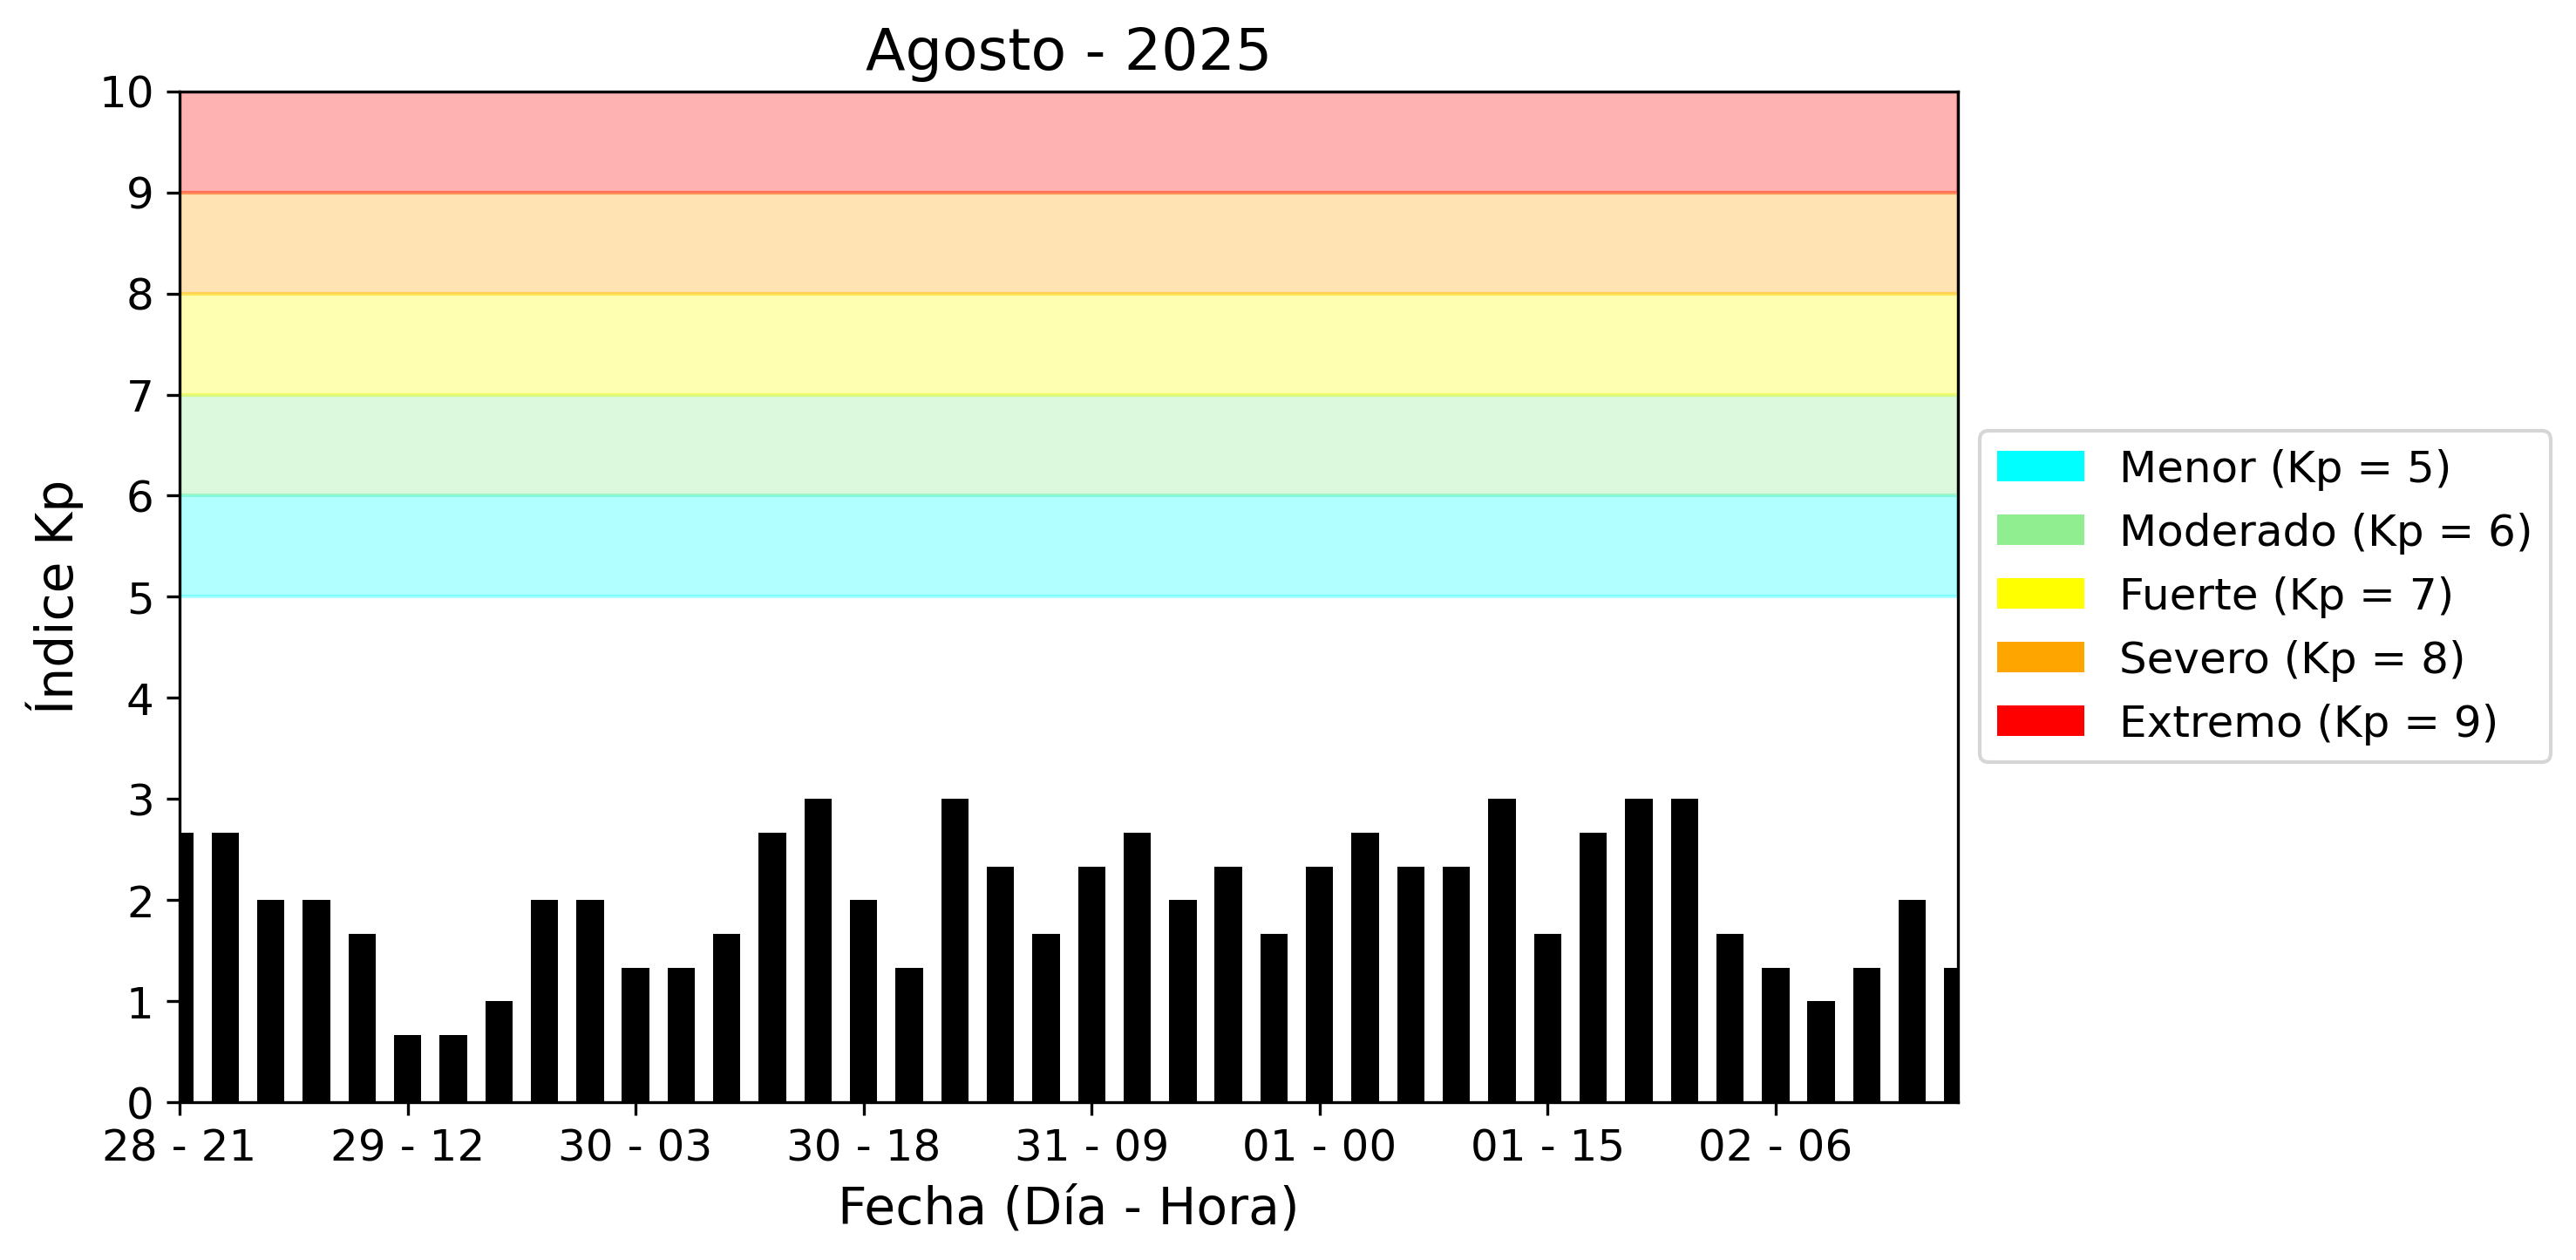 Agosto - 2025
10
9
8
7
6
5
4
3
2
1
0
Índice Kp
28 - 21
29 - 12
30 - 03
30 - 18
31 - 09
01 - 00
01 - 15
02 - 06
Fecha (Día - Hora)
Menor (Kp = 5)
Moderado (Kp = 6)
Fuerte (Kp = 7)
Severo (Kp = 8)
Extremo (Kp = 9)